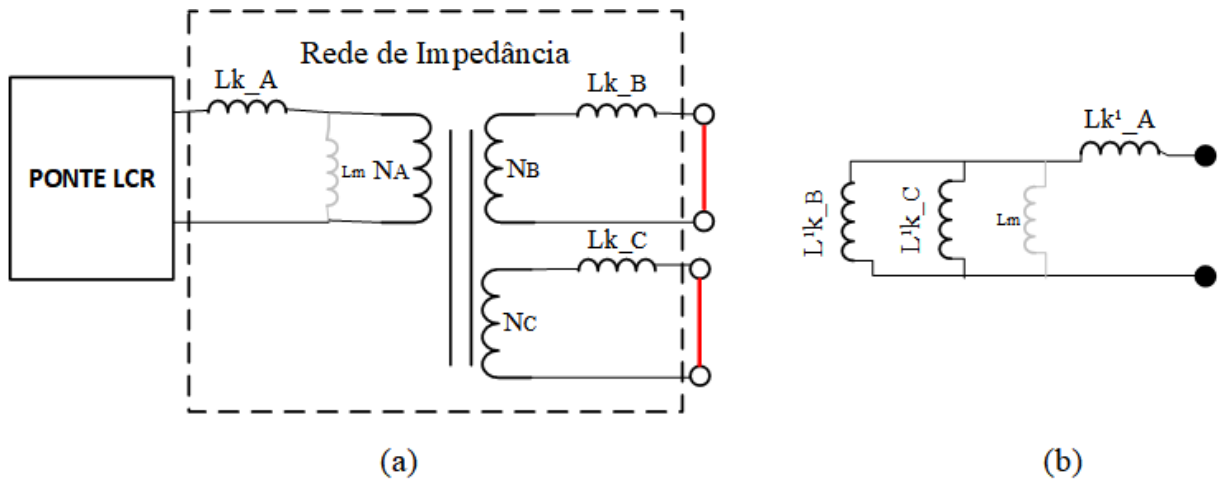 Rede de Impedância
Lk_A
Lk_B
PONTE LCR
Lm
NA
NB
Lk_C
NC
(a)
Lk¹_A
L¹k_B
L¹k_C
Lm
(b)